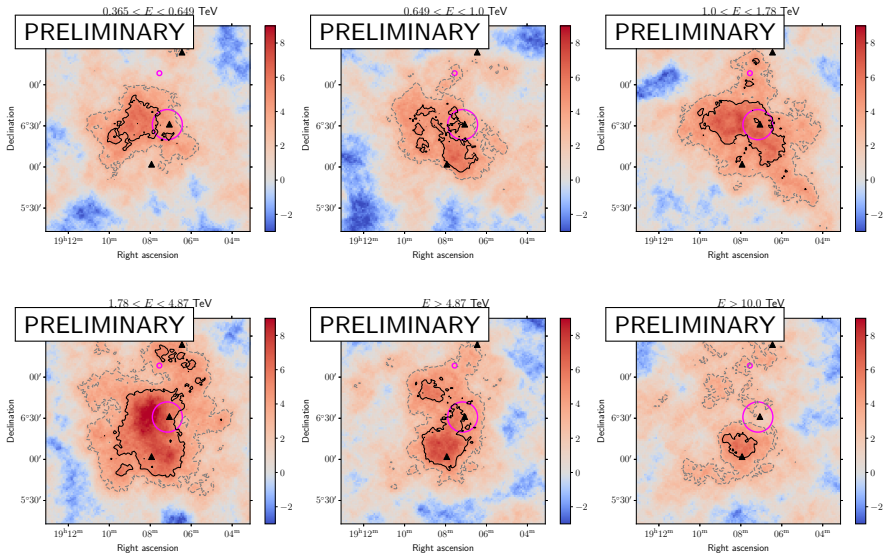 0.365 < E < 0.649 TeV
0.649 < E < 1.0 TeV
1.0 < E < 1.78 TeV
PRELIMINARY
PRELIMINARY
PRELIMINARY
Declination
00′
6°30′
00′
5°30′
19ʰ12ᵐ 10ᵐ 08ᵐ 06ᵐ 04ᵐ
Right ascension
8
6
4
2
0
−2
Declination
00′
6°30′
00′
5°30′
19ʰ12ᵐ 10ᵐ 08ᵐ 06ᵐ 04ᵐ
Right ascension
8
6
4
2
0
−2
Declination
00′
6°30′
00′
5°30′
19ʰ12ᵐ 10ᵐ 08ᵐ 06ᵐ 04ᵐ
Right ascension
8
6
4
2
0
−2
1.78 < E < 4.87 TeV
E > 4.87 TeV
E > 10.0 TeV
PRELIMINARY
PRELIMINARY
PRELIMINARY
Declination
00′
6°30′
00′
5°30′
19ʰ12ᵐ 10ᵐ 08ᵐ 06ᵐ 04ᵐ
Right ascension
8
6
4
2
0
−2
Declination
00′
6°30′
00′
5°30′
19ʰ12ᵐ 10ᵐ 08ᵐ 06ᵐ 04ᵐ
Right ascension
8
6
4
2
0
−2
Declination
00′
6°30′
00′
5°30′
19ʰ12ᵐ 10ᵐ 08ᵐ 06ᵐ 04ᵐ
Right ascension
8
6
4
2
0
−2